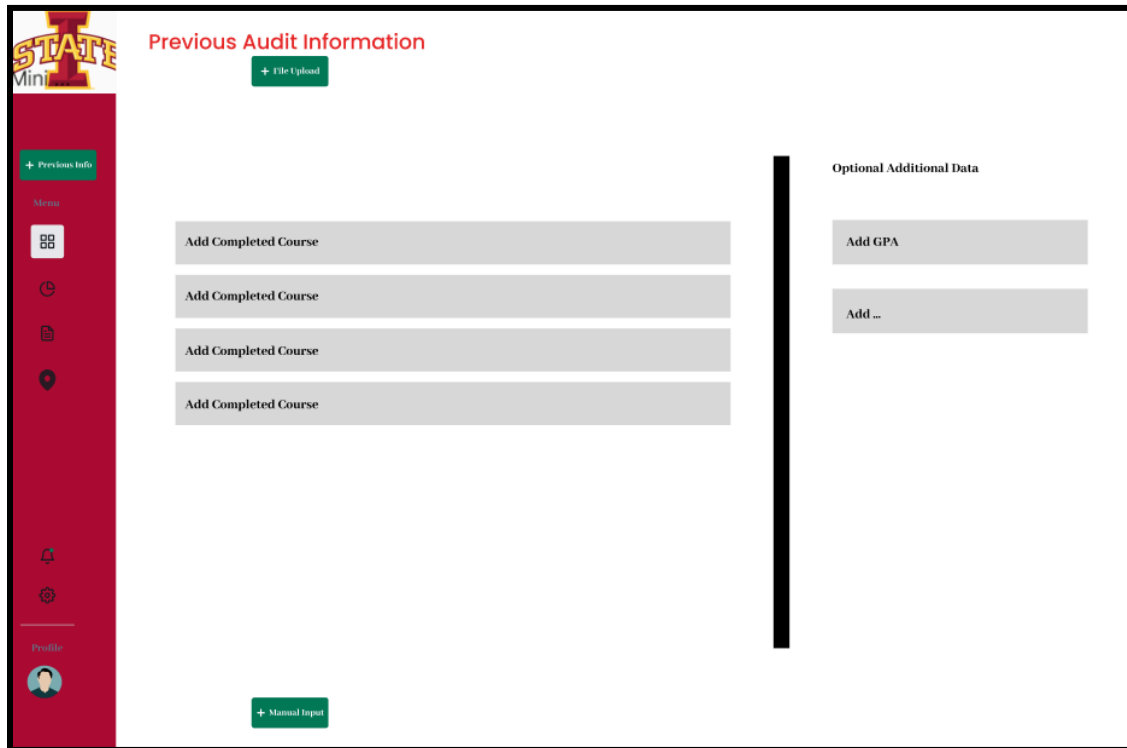 STATE
Mini...
Previous Audit Information
+ File Upload
+ Previous Info
Menu
Optional Additional Data
Add Completed Course
Add GPA
Add Completed Course
Add ...
Add Completed Course
Add Completed Course
Profile
+ Manual Input